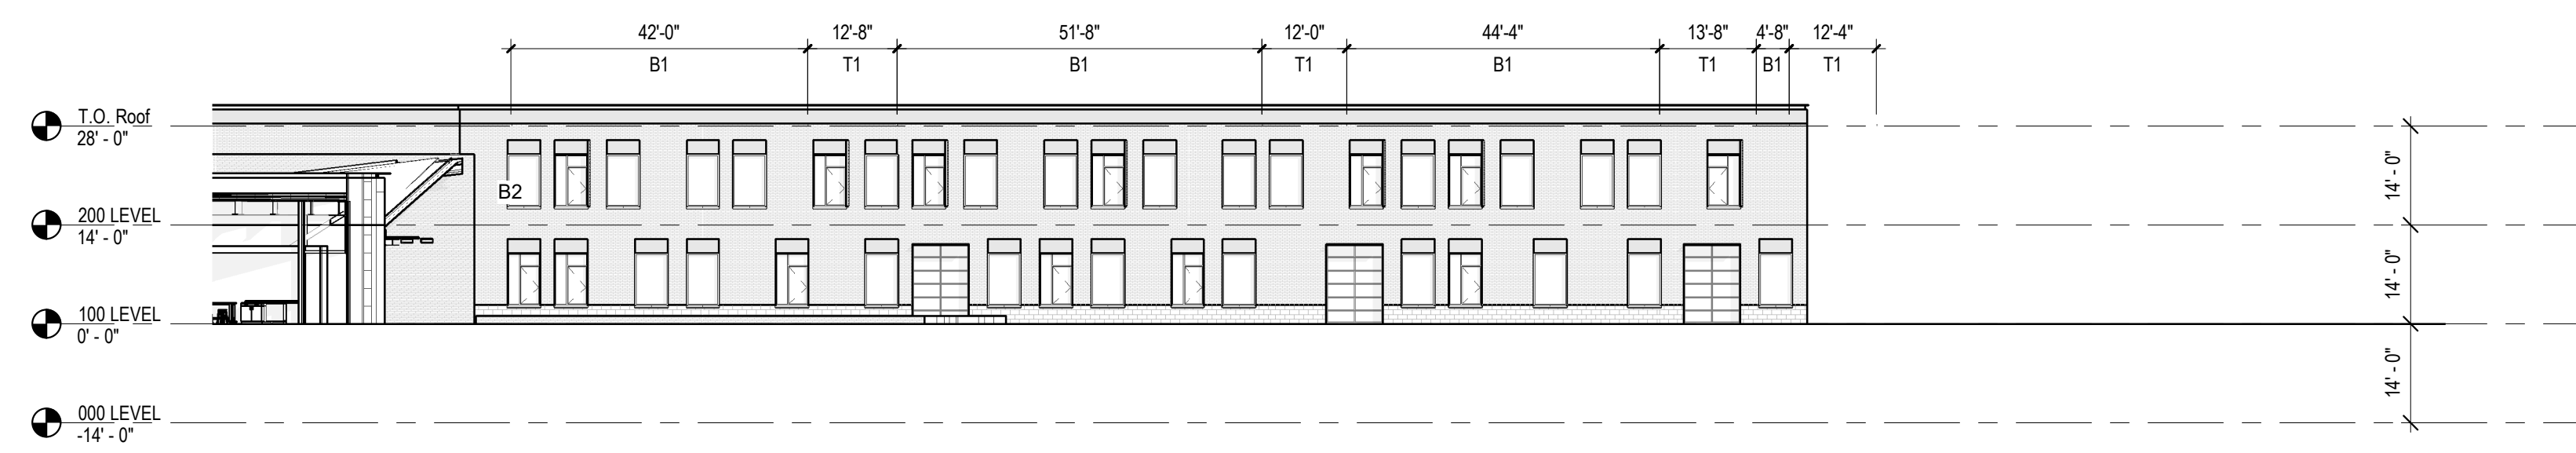 42'-0" 12'-8" 51'-8" 12'-0" 44'-4" 13'-8" 4'-8" 12'-4"
B1 T1 B1 T1 B1 T1 B1 T1
T.O. Roof
28' - 0"
14' - 0"
B2
200 LEVEL
14' - 0"
14' - 0"
100 LEVEL
0' - 0"
14' - 0"
000 LEVEL
-14' - 0"